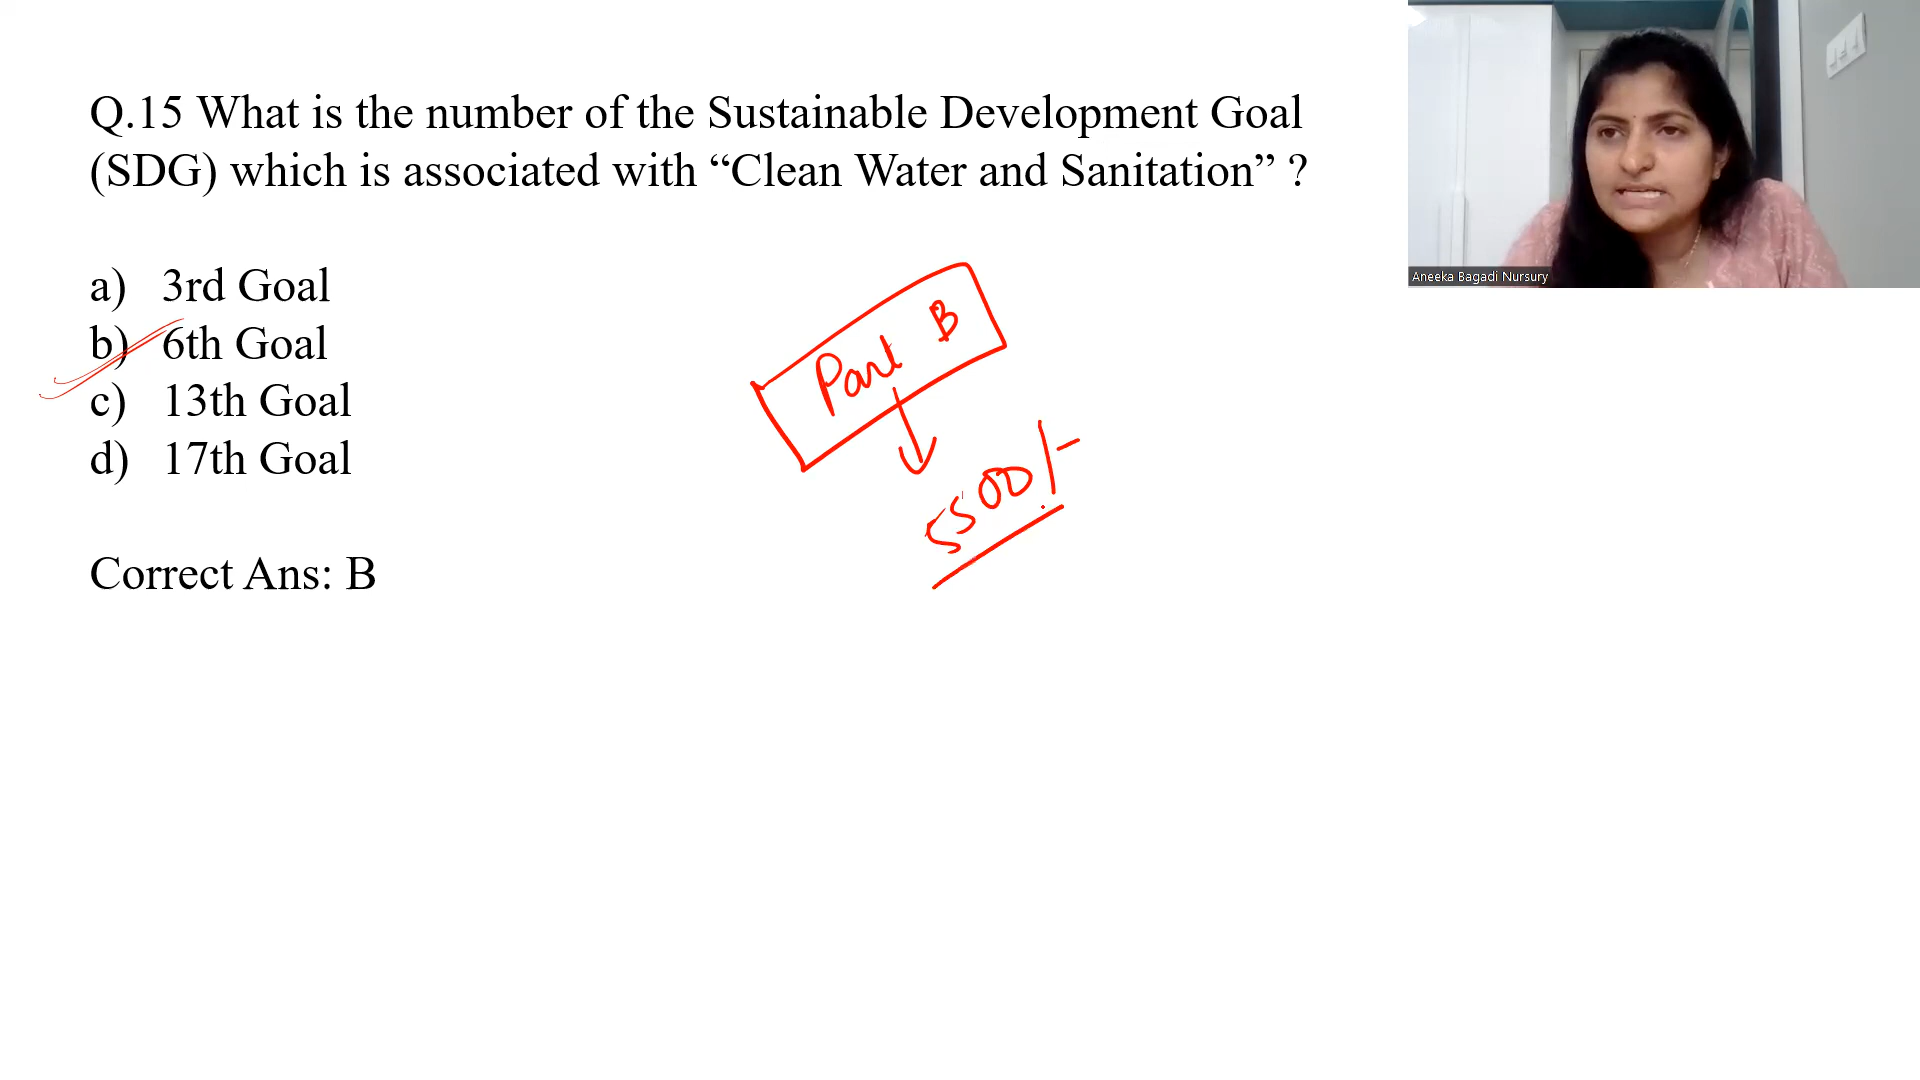 Q.15 What is the number of the Sustainable Development Goal
(SDG) which is associated with “Clean Water and Sanitation” ?
a) 3rd Goal
b) 6th Goal
c) 13th Goal
d) 17th Goal
Correct Ans: B
Part B
5500/-
Aneeka Bagadi Nursury